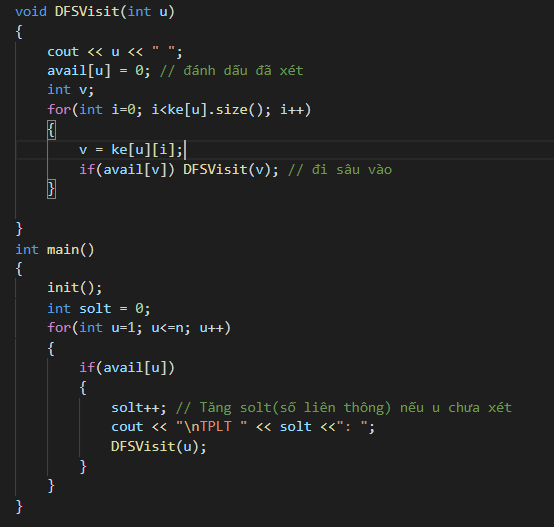 void DFSVisit(int u)
{
    cout << u << " ";
    avail[u] = 0; // đánh dấu đã xét
    int v;
    for(int i=0; i<ke[u].size(); i++)
    {
        v = ke[u][i];
        if(avail[v]) DFSVisit(v); // đi sâu vào
    }
}
int main()
{
    init();
    int solt = 0;
    for(int u=1; u<=n; u++)
    {
        if(avail[u])
        {
            solt++; // Tăng solt(số liên thông) nếu u chưa xét
            cout << "\nTPLT " << solt <<": ";
            DFSVisit(u);
        }
    }
}